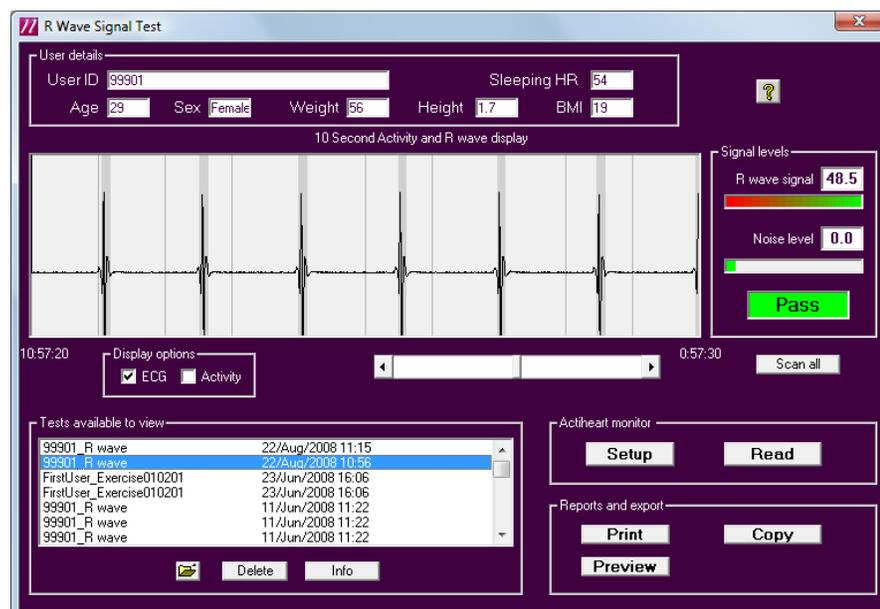 R Wave Signal Test
User details
User ID 99901 Sleeping HR 54
Age 29 Sex Female Weight 56 Height 1.7 BMI 19
?
10 Second Activity and R wave display
Signal levels
R wave signal 48.5
Noise level 0.0
Pass
10:57:20 0:57:30
Display options
ECG Activity
Scan all
Tests available to view
99901_R wave 22/Aug/2008 11:15
99901_R wave 22/Aug/2008 10:56
FirstUser_Exercise010201 23/Jun/2008 16:06
FirstUser_Exercise010201 23/Jun/2008 16:06
99901_R wave 11/Jun/2008 11:22
99901_R wave 11/Jun/2008 11:22
99901_R wave 11/Jun/2008 11:22
Delete Info
Actiheart monitor
Setup Read
Reports and export
Print Copy
Preview